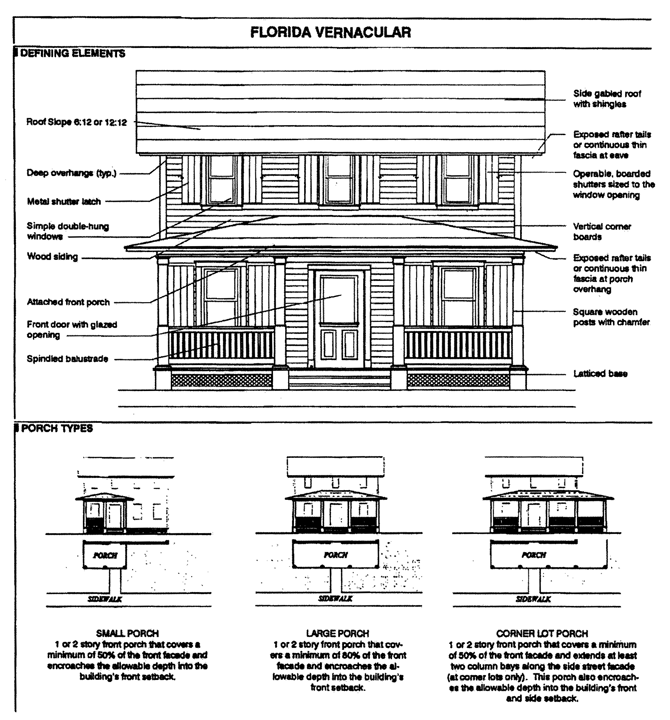 FLORIDA VERNACULAR
DEFINING ELEMENTS
Roof Slope 6:12 or 12:12
Deep overhangs (typ.)
Metal shutter latch
Simple double-hung
windows
Wood siding
Attached front porch
Front door with glazed
opening
Spindled balustrade
Side gabled roof
with shingles
Exposed rafter tails
or continuous thin
fascia at eave
Operable, boarded
shutters sized to the
window opening
Vertical corner
boards
Exposed rafter tails
or continuous thin
fascia at porch
overhang
Square wooden
posts with chamfer
Latticed base
PORCH TYPES
PORCH
SIDEWALK
SMALL PORCH
1 or 2 story front porch that covers a
minimum of 50% of the front facade and
encroaches the allowable depth into the
building's front setback.
PORCH
SIDEWALK
LARGE PORCH
1 or 2 story front porch that cov-
ers a minimum of 80% of the front
facade and encroaches the al-
lowable depth into the building's
front setback.
PORCH
SIDEWALK
CORNER LOT PORCH
1 or 2 story front porch that covers a minimum
of 50% of the front facade and extends at least
two column bays along the side street facade
(at corner lots only). This porch also encroach-
es the allowable depth into the building's front
and side setback.